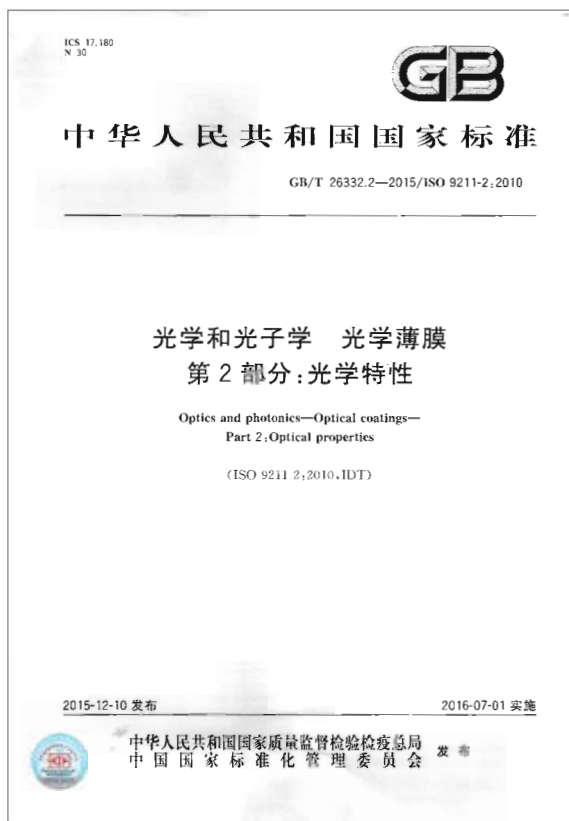 ICS 17.180
N 30
GB
中华人民共和国国家标准
GB/T 26332.2—2015/ISO 9211-2:2010
光学和光子学 光学薄膜
第2部分:光学特性
Optics and photonics—Optical coatings—
Part 2:Optical properties
(ISO 9211 2:2010,IDT)
2015-12-10 发布
2016-07-01 实施
中华人民共和国国家质量监督检验检疫总局
中国国家标准化管理委员会
发布